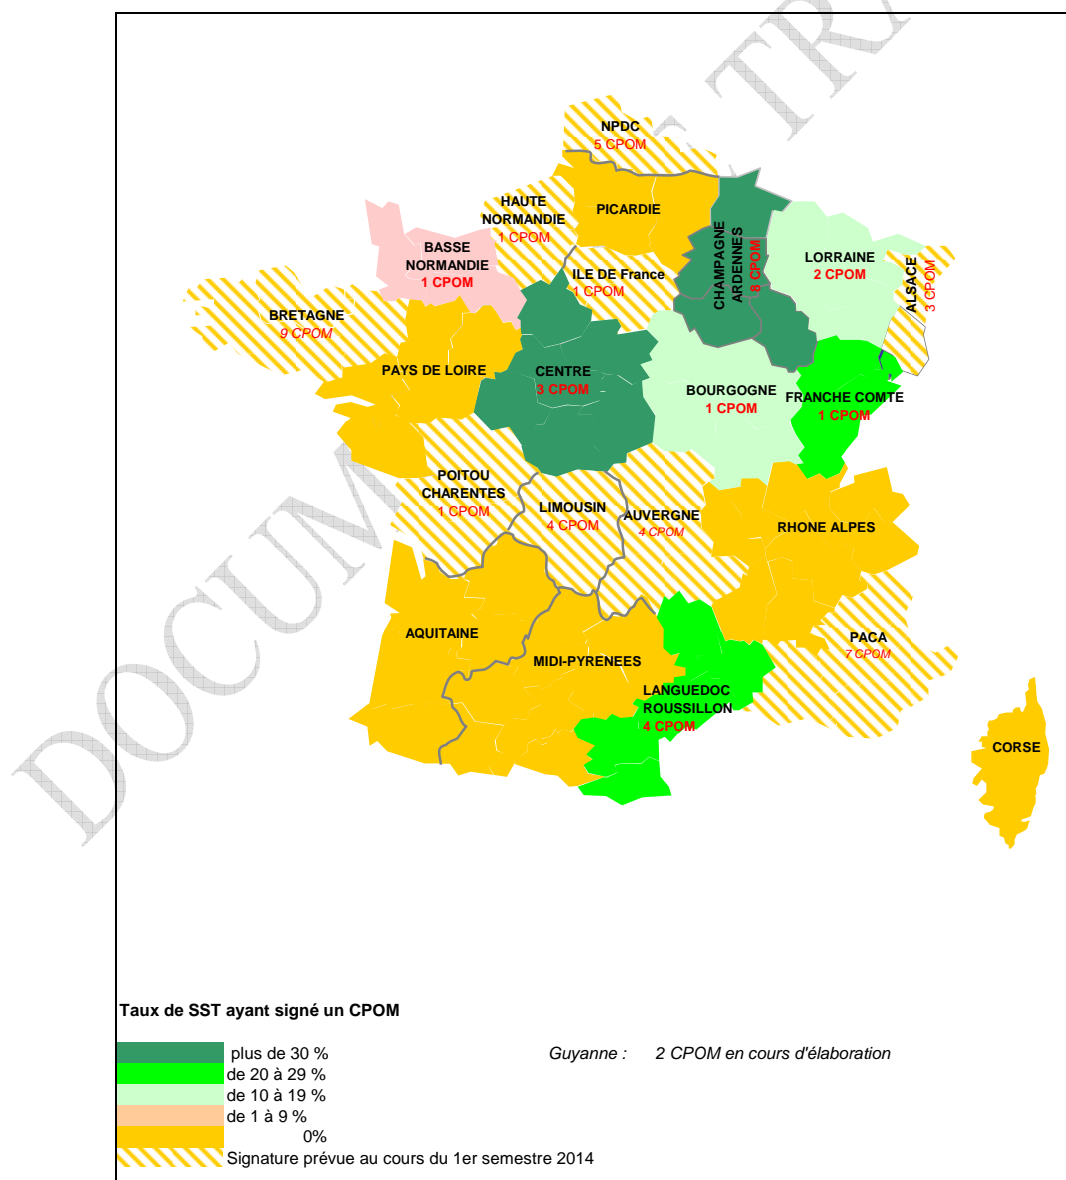 DOCUM
TRA
NPDC
5 CPOM
HAUTE
NORMANDIE
1 CPOM
PICARDIE
BASSE
NORMANDIE
1 CPOM
ILE DE France
1 CPOM
CHAMPAGNE
ARDENNES
8 CPOM
LORRAINE
2 CPOM
ALSACE
3 CPOM
BRETAGNE
9 CPOM
PAYS DE LOIRE
CENTRE
3 CPOM
BOURGOGNE
1 CPOM
FRANCHE COMTE
1 CPOM
POITOU
CHARENTES
1 CPOM
LIMOUSIN
4 CPOM
AUVERGNE
4 CPOM
RHONE ALPES
AQUITAINE
MIDI-PYRENEES
PACA
7 CPOM
LANGUEDOC
ROUSSILLON
4 CPOM
CORSE
Taux de SST ayant signé un CPOM
plus de 30 %
Guyanne : 2 CPOM en cours d'élaboration
de 20 à 29 %
de 10 à 19 %
de 1 à 9 %
0%
Signature prévue au cours du 1er semestre 2014